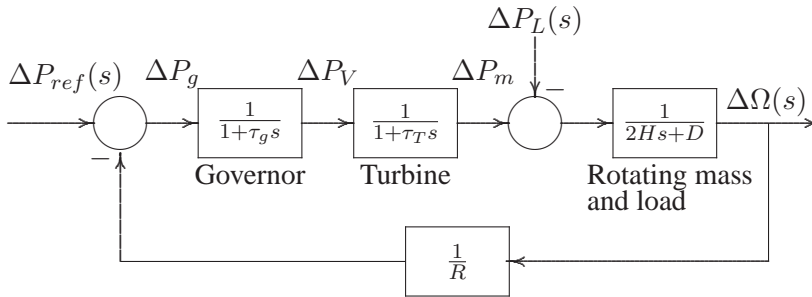 ΔP_L(s)
ΔP_ref(s)
ΔP_g
ΔP_V
ΔP_m
ΔΩ(s)
−
−
1/(1+τ_g s)
1/(1+τ_T s)
1/(2Hs+D)
Governor
Turbine
Rotating mass
and load
1/R